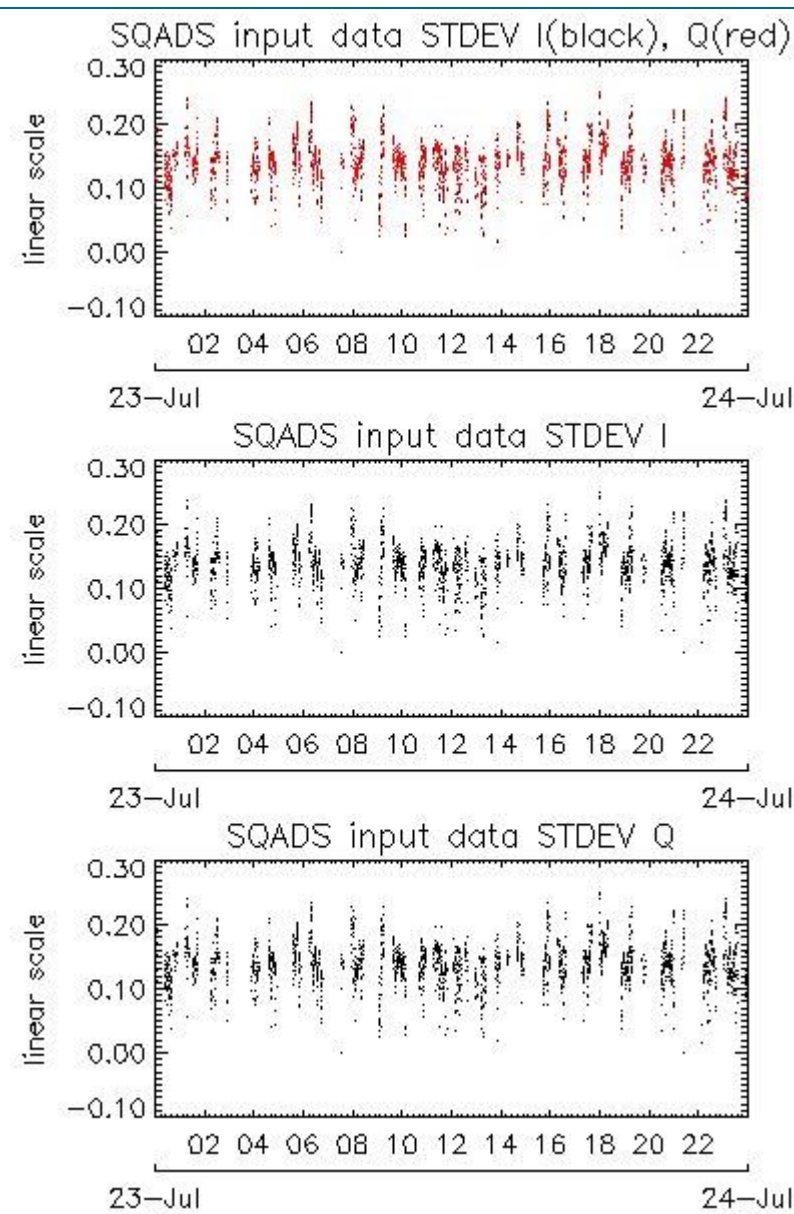 SQADS input data STDEV I(black), Q(red)
0.30
0.20
0.10
0.00
-0.10
linear scale
02 04 06 08 10 12 14 16 18 20 22
23-Jul 24-Jul
SQADS input data STDEV I
0.30
0.20
0.10
0.00
-0.10
linear scale
02 04 06 08 10 12 14 16 18 20 22
23-Jul 24-Jul
SQADS input data STDEV Q
0.30
0.20
0.10
0.00
-0.10
linear scale
02 04 06 08 10 12 14 16 18 20 22
23-Jul 24-Jul